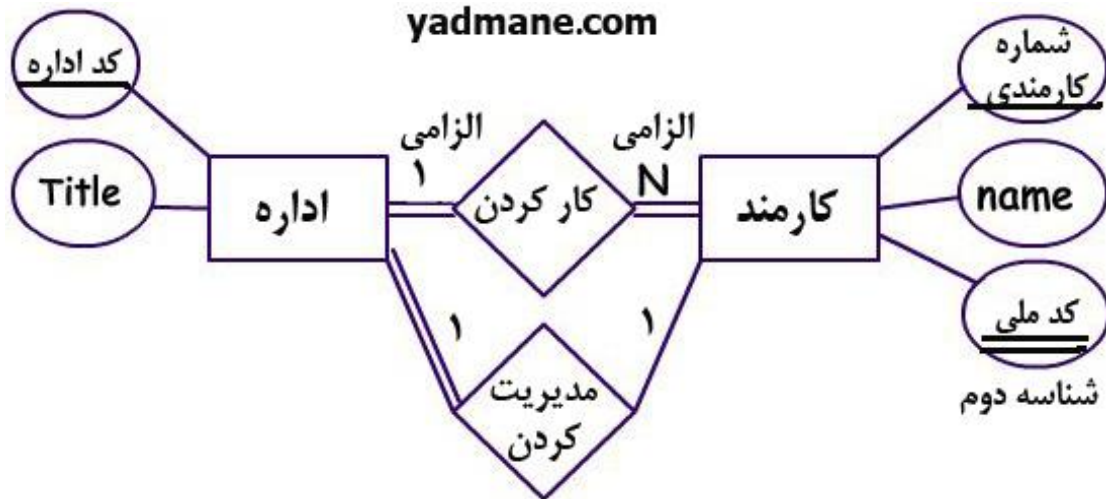 yadmane.com
کد اداره
Title
اداره
الزامی
۱
کار کردن
الزامی
N
کارمند
شماره
کارمندی
name
کد ملی
شناسه دوم
۱
مدیریت
کردن
۱